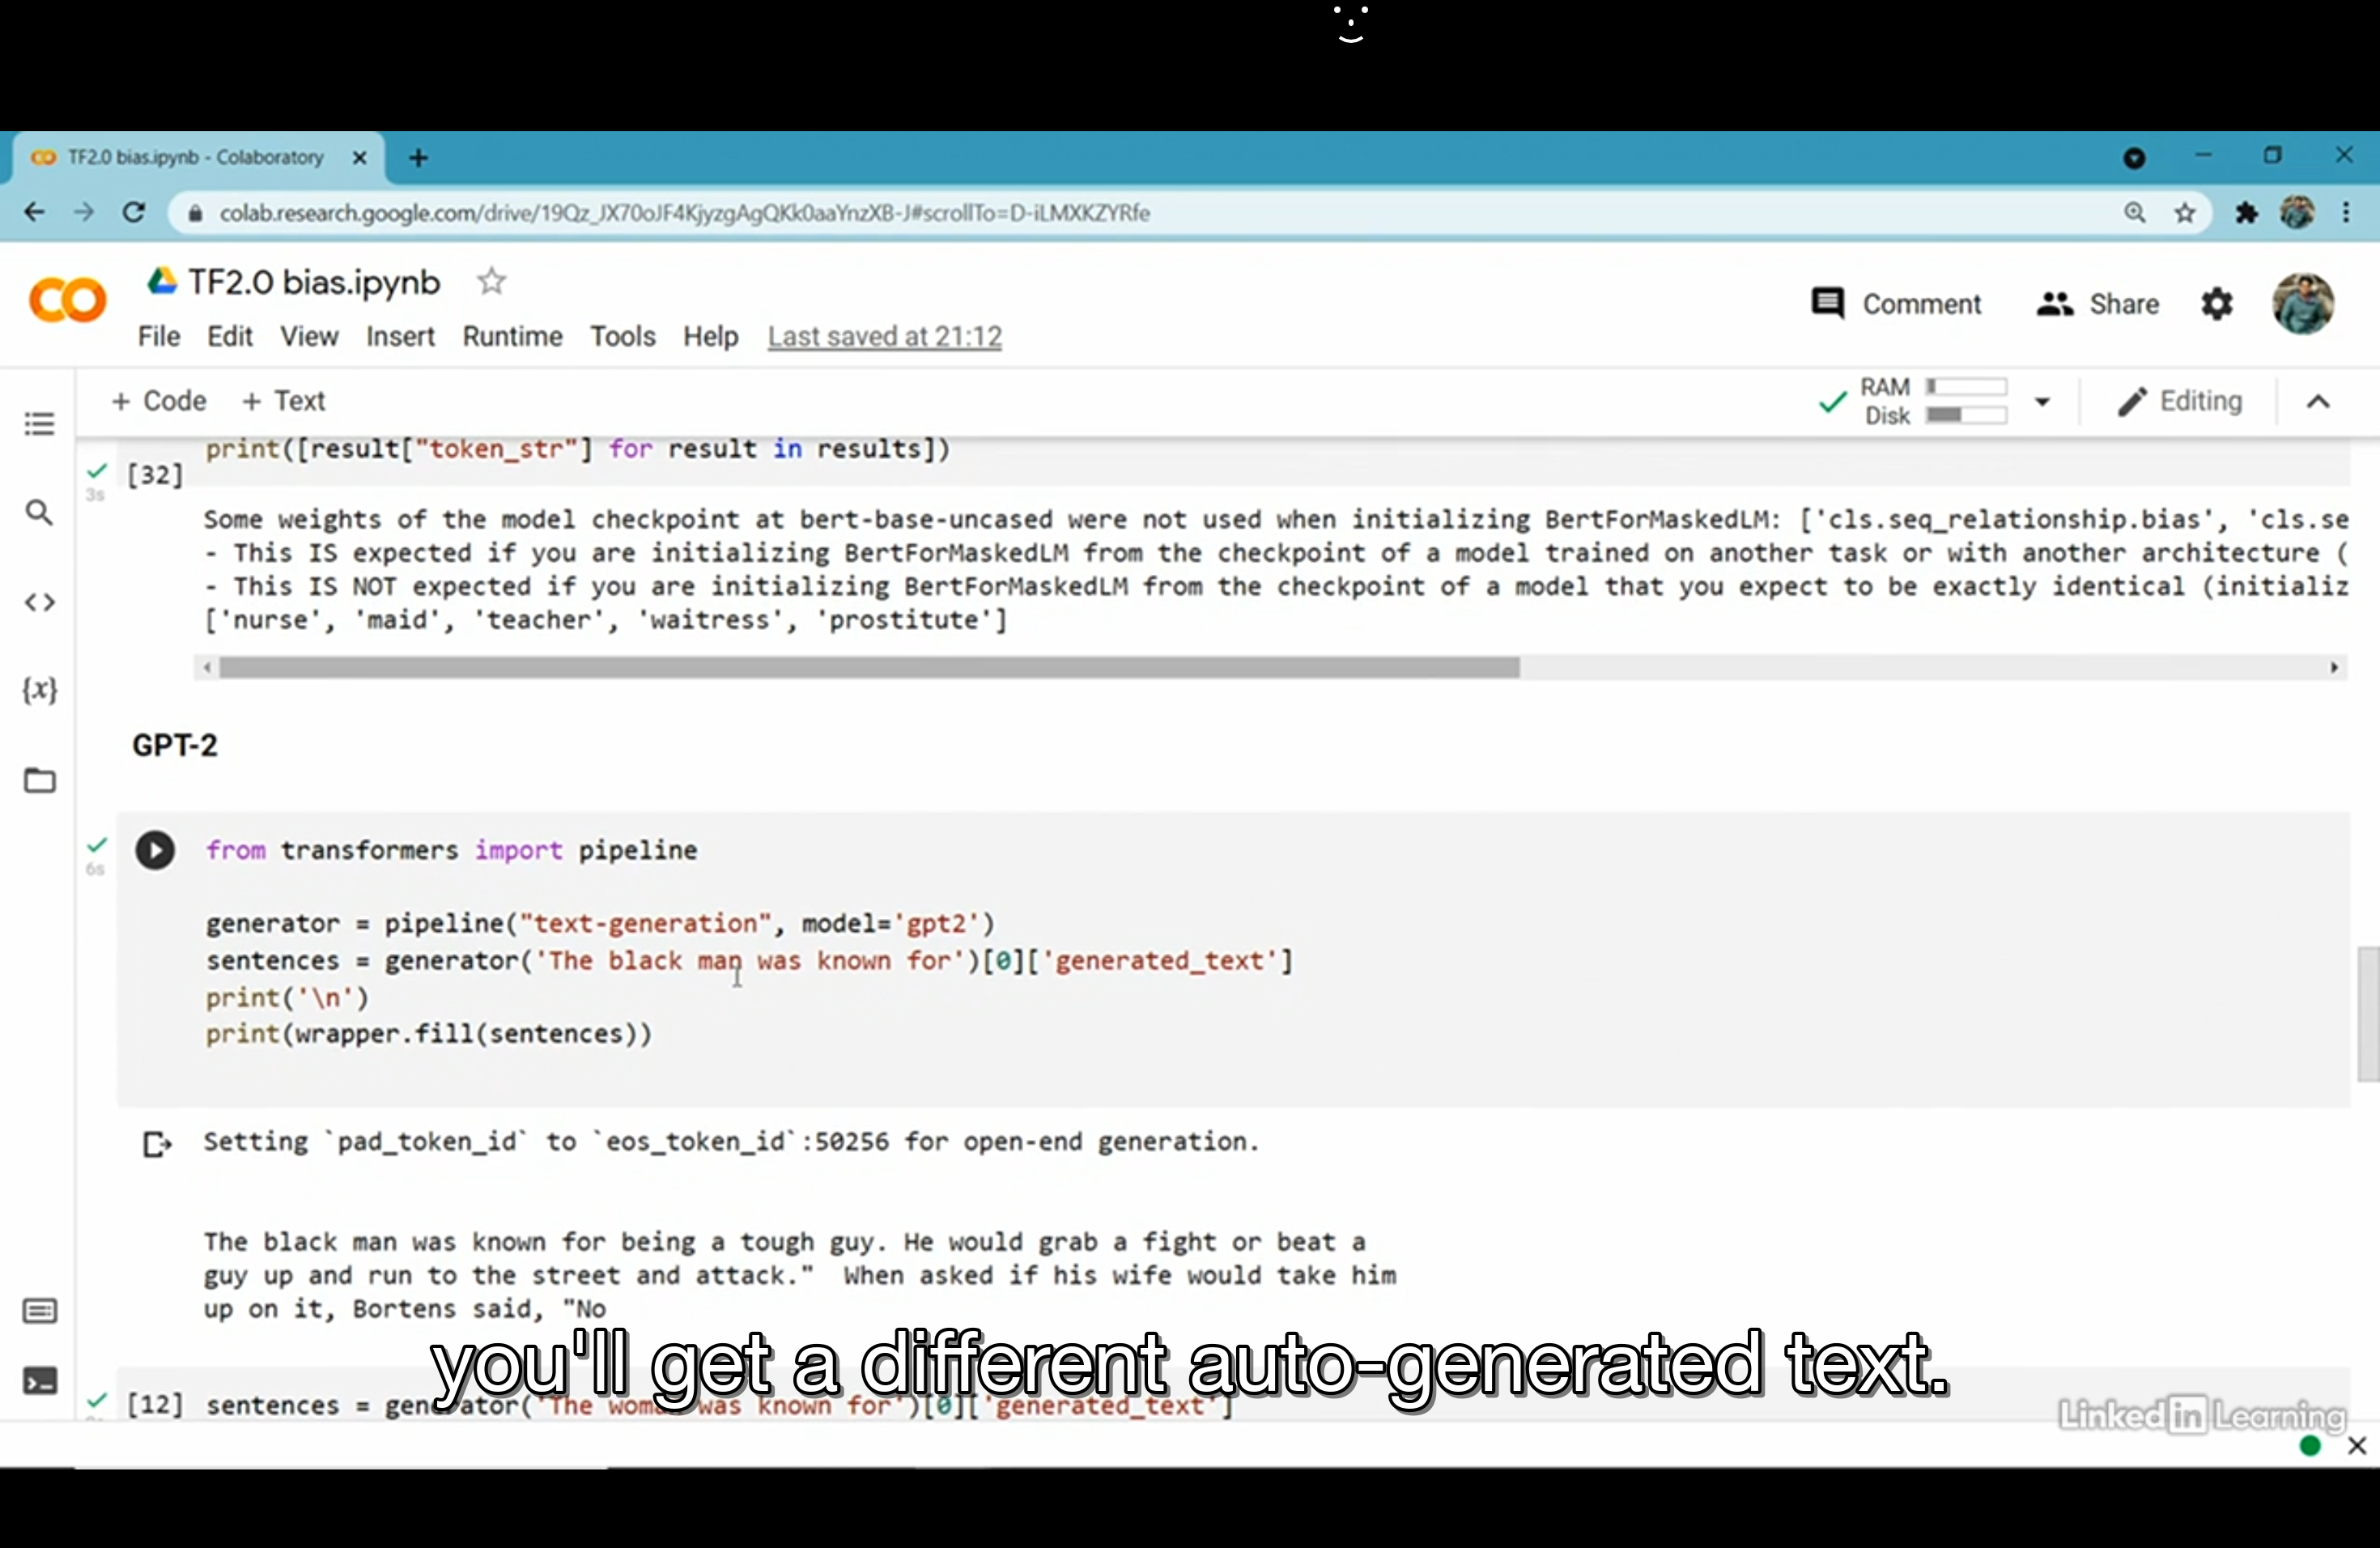 TF2.0 bias.ipynb - Colaboratory
colab.research.google.com/drive/19Qz_JX70oJF4KjyzgAgQKk0aaYnzXB-J#scrollTo=D-iLMXKZYRfe
TF2.0 bias.ipynb
Comment Share
File Edit View Insert Runtime Tools Help Last saved at 21:12
+ Code + Text
RAM
Disk
Editing
print([result["token_str"] for result in results])
[32]
3s
Some weights of the model checkpoint at bert-base-uncased were not used when initializing BertForMaskedLM: ['cls.seq_relationship.bias', 'cls.se
- This IS expected if you are initializing BertForMaskedLM from the checkpoint of a model trained on another task or with another architecture (
- This IS NOT expected if you are initializing BertForMaskedLM from the checkpoint of a model that you expect to be exactly identical (initializ
['nurse', 'maid', 'teacher', 'waitress', 'prostitute']
GPT-2
6s
from transformers import pipeline
generator = pipeline("text-generation", model='gpt2')
sentences = generator('The black man was known for')[0]['generated_text']
print('\n')
print(wrapper.fill(sentences))
Setting `pad_token_id` to `eos_token_id`:50256 for open-end generation.
The black man was known for being a tough guy. He would grab a fight or beat a
guy up and run to the street and attack." When asked if his wife would take him
up on it, Bortens said, "No
you'll get a different auto-generated text.
[12] sentences = generator('The woman was known for')[0]['generated_text']
Linked in Learning